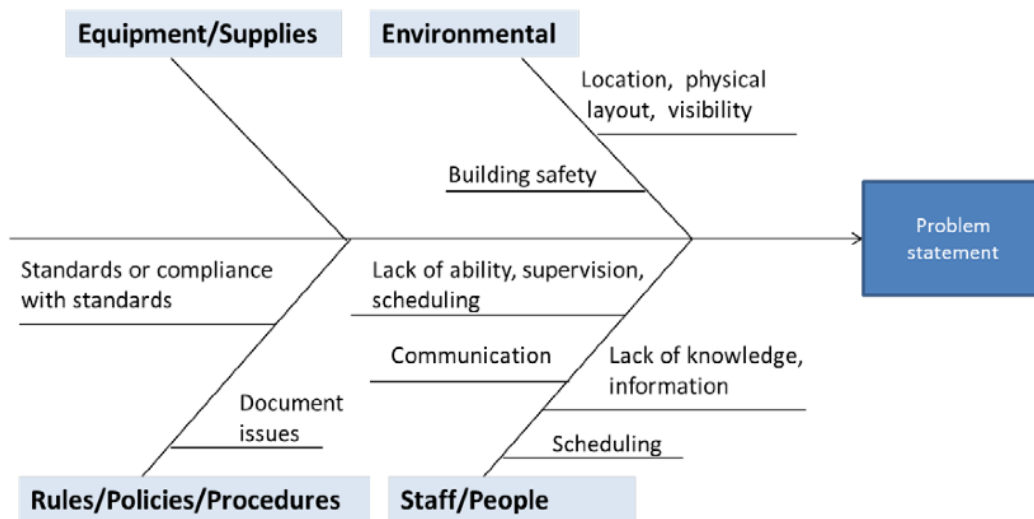 Equipment/Supplies
Environmental
Location, physical
layout, visibility
Building safety
Problem
statement
Standards or compliance
with standards
Lack of ability, supervision,
scheduling
Communication
Lack of knowledge,
information
Document
issues
Scheduling
Rules/Policies/Procedures
Staff/People